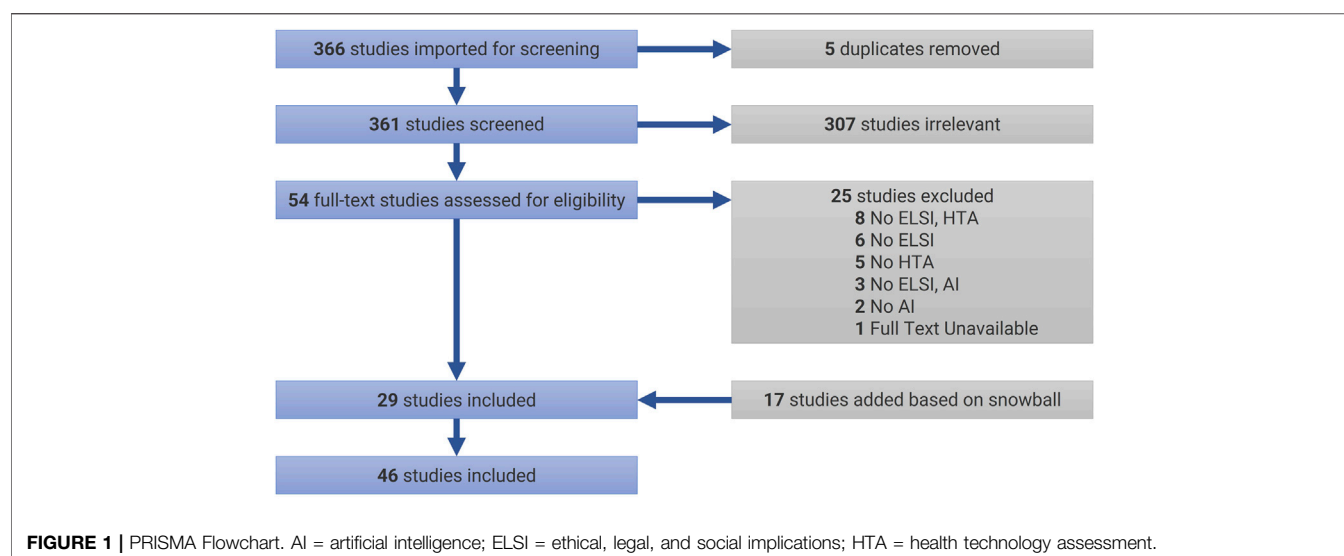 366 studies imported for screening
5 duplicates removed
361 studies screened
307 studies irrelevant
54 full-text studies assessed for eligibility
25 studies excluded
8 No ELSI, HTA
6 No ELSI
5 No HTA
3 No ELSI, AI
2 No AI
1 Full Text Unavailable
29 studies included
17 studies added based on snowball
46 studies included
FIGURE 1 | PRISMA Flowchart. AI = artificial intelligence; ELSI = ethical, legal, and social implications; HTA = health technology assessment.